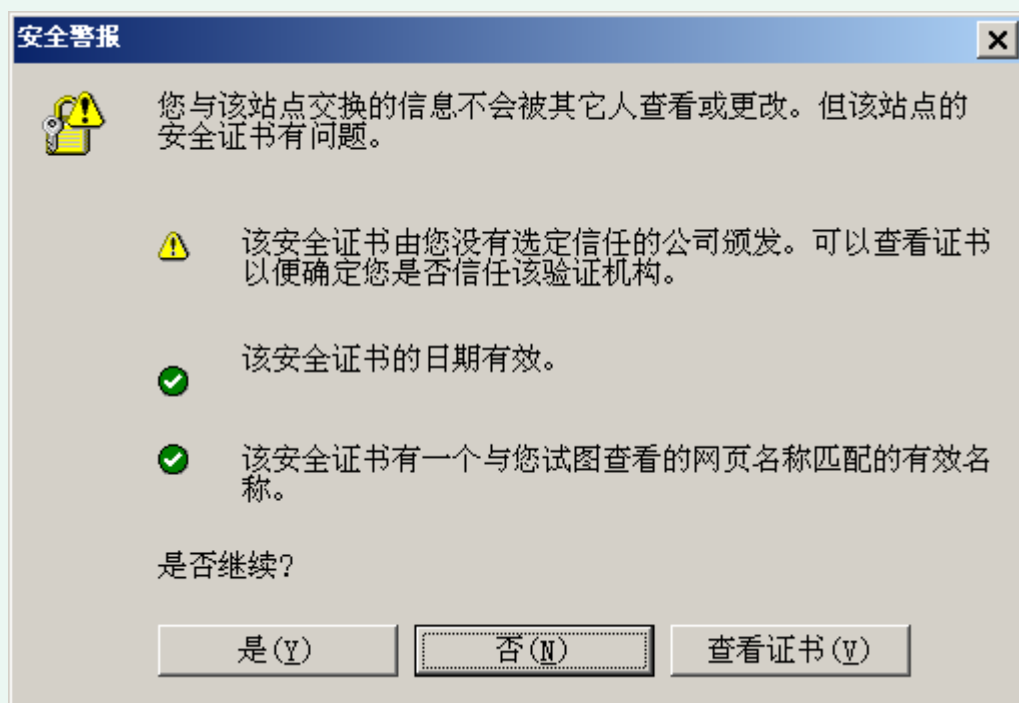 安全警报
您与该站点交换的信息不会被其它人查看或更改。但该站点的
安全证书有问题。
该安全证书由您没有选定信任的公司颁发。可以查看证书
以便确定您是否信任该验证机构。
该安全证书的日期有效。
该安全证书有一个与您试图查看的网页名称匹配的有效名
称。
是否继续?
是(Y) 否(N) 查看证书(V)